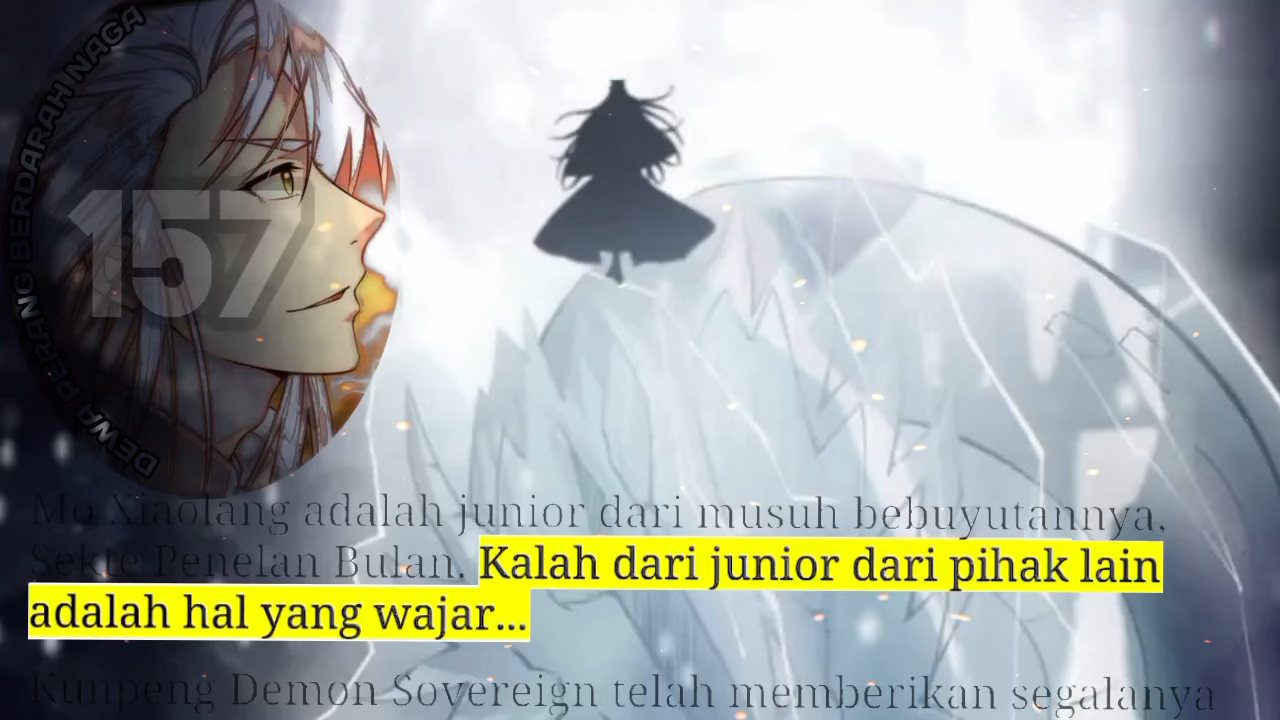 DEWA PERANG BERDARAH NAGA
157
Mo Xiaolang adalah junior dari musuh bebuyutannya,
Sekte Penelan Bulan. Kalah dari junior dari pihak lain
adalah hal yang wajar...
Kunpeng Demon Sovereign telah memberikan segalanya